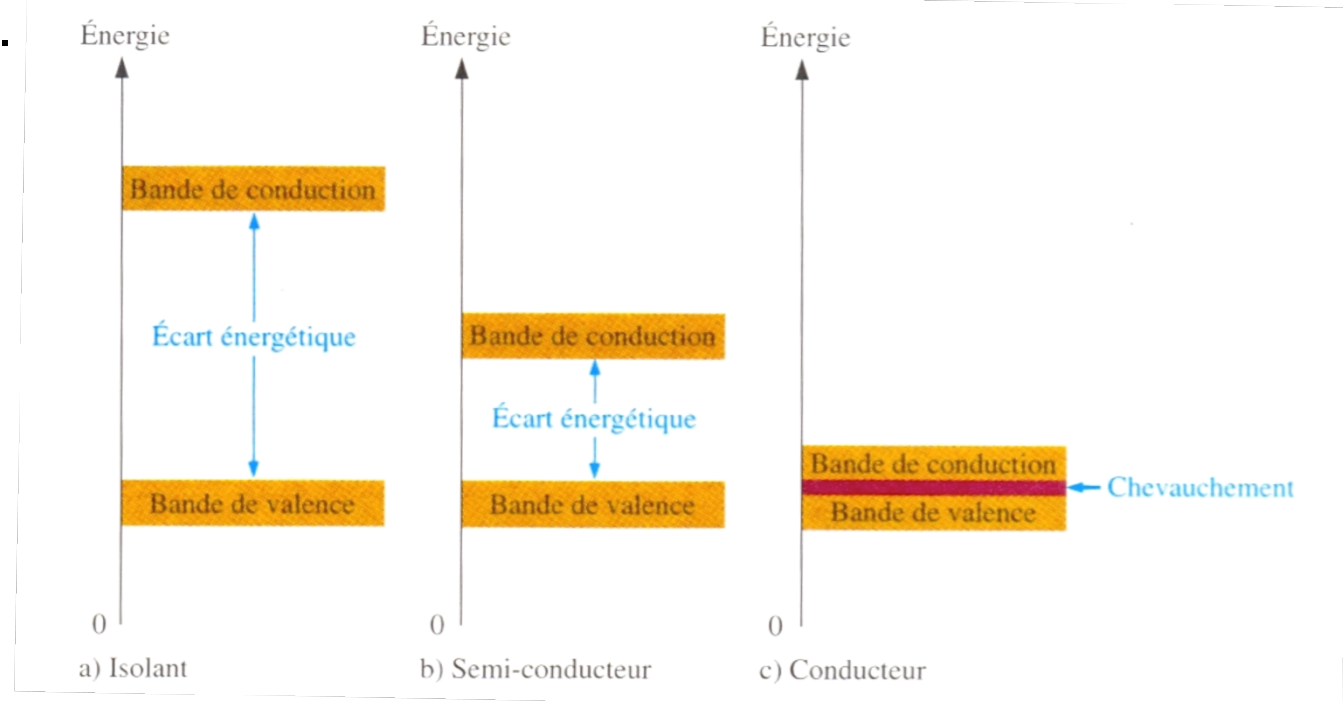 Énergie
Bande de conduction
Écart énergétique
Bande de valence
0
a) Isolant
Énergie
Bande de conduction
Écart énergétique
Bande de valence
0
b) Semi-conducteur
Énergie
Bande de conduction
Chevauchement
Bande de valence
0
c) Conducteur